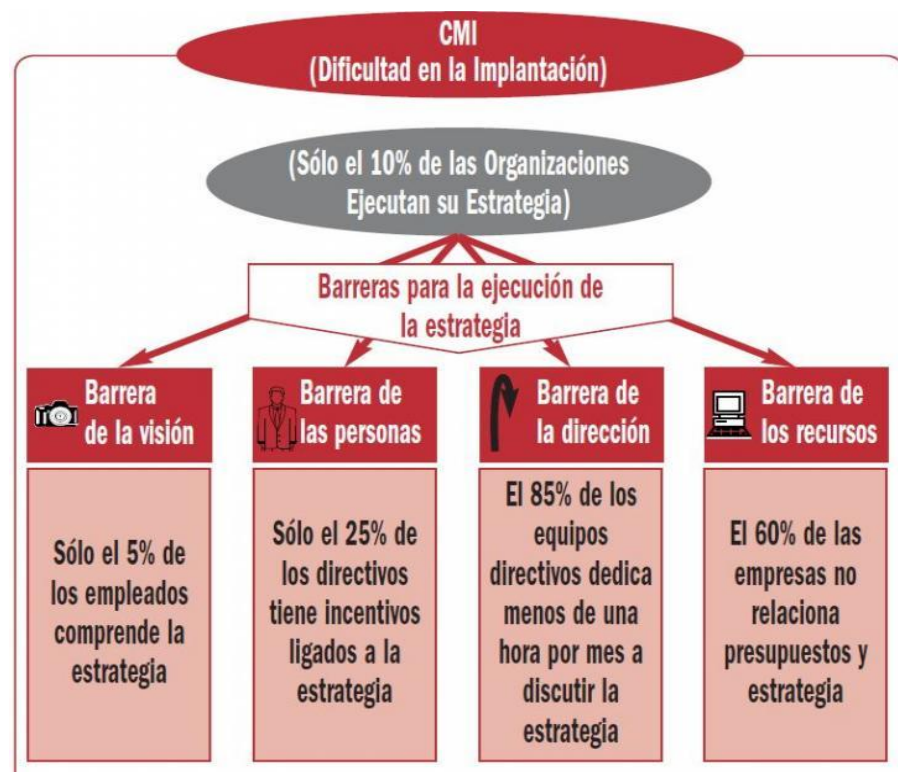 CMI
(Dificultad en la Implantación)
(Sólo el 10% de las Organizaciones
Ejecutan su Estrategia)
Barreras para la ejecución de
la estrategia
Barrera
de la visión
Sólo el 5% de
los empleados
comprende la
estrategia
Barrera de
las personas
Sólo el 25% de
los directivos
tiene incentivos
ligados a la
estrategia
Barrera de
la dirección
El 85% de los
equipos
directivos dedica
menos de una
hora por mes a
discutir la
estrategia
Barrera de
los recursos
El 60% de las
empresas no
relaciona
presupuestos y
estrategia